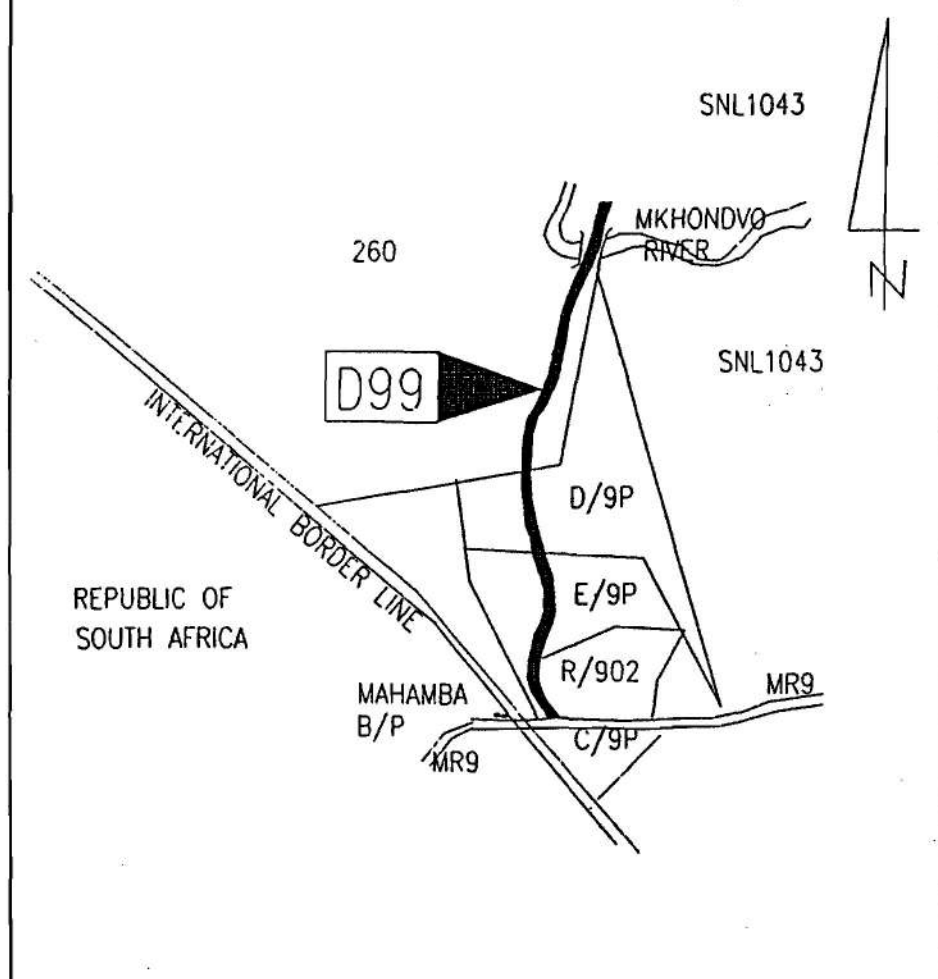 SNL1043
MKHONDVO
RIVER
260
N
SNL1043
D99
INTERNATIONAL BORDER LINE
D/9P
E/9P
REPUBLIC OF
SOUTH AFRICA
R/902
MAHAMBA
B/P
MR9
C/9P
MR9